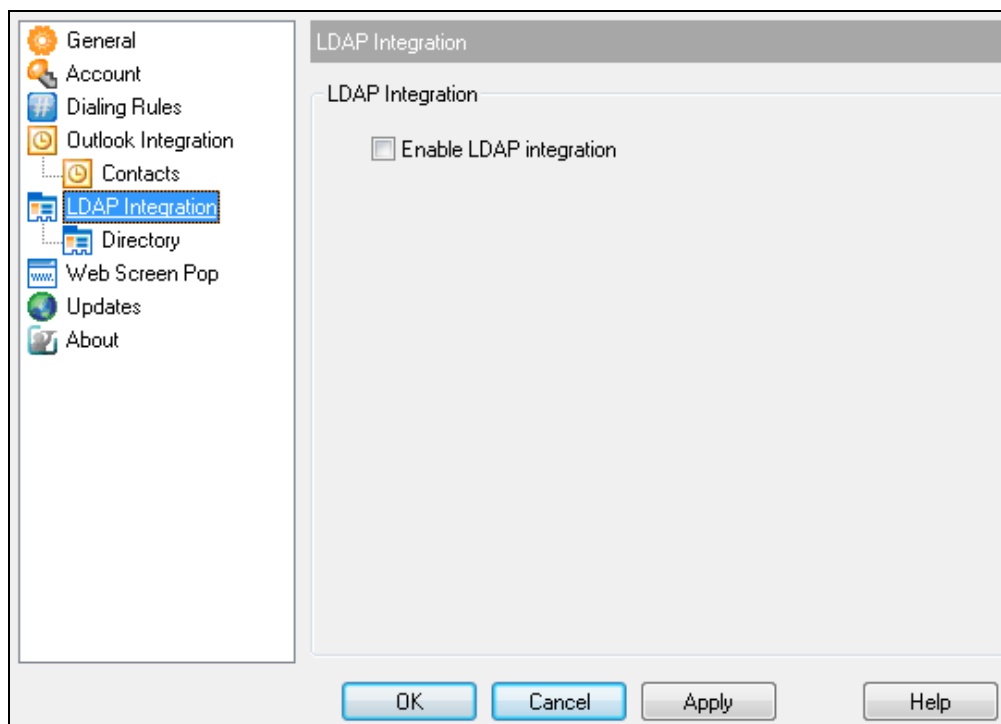 General
Account
Dialing Rules
Outlook Integration
Contacts
LDAP Integration
Directory
www.
Web Screen Pop
Updates
About
LDAP Integration
LDAP Integration
Enable LDAP integration
OK
Cancel
Apply
Help